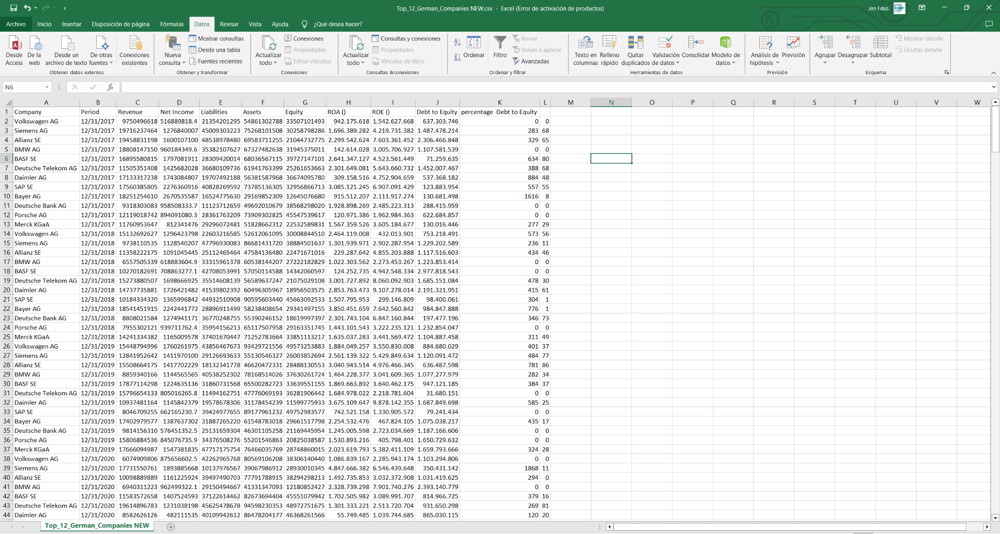 Top_12_German_Companies NEW.csv - Excel (Error de activación de productos)
Jon Fdez.
Archivo Inicio Insertar Disposición de página Fórmulas Datos Revisar Vista Ayuda ¿Qué desea hacer?
Desde Access
De la web
Desde un archivo de texto
De otras fuentes
Obtener datos externos
Conexiones existentes
Nueva consulta
Mostrar consultas
Desde una tabla
Fuentes recientes
Obtener y transformar
Actualizar todo
Conexiones
Propiedades
Editar vínculos
Conexiones
Actualizar todo
Consultas y conexiones
Propiedades
Vínculos de libro
Consultas &conexiones
Ordenar
Filtro
Borrar
Volver a aplicar
Avanzadas
Ordenar y filtrar
Texto en columnas
Relleno rápido
Quitar duplicados
Validación de datos
Consolidar
Modelo de datos
Herramientas de datos
Análisis de hipótesis
Previsión
Previsión
Agrupar
Desagrupar
Subtotal
Mostrar detalle
Ocultar detalle
Esquema
N6 fx
A B C D E F G H I J K L M N O P Q R S T U V W
1 Company Period Revenue Net Income Liabilities Assets Equity ROA () ROE () Debt to Equity percentage Debt to Equity
2 Volkswagen AG 12/31/2017 9750496618 516889818.4 21354201295 54861302788 33507101493 942.175.618 1.542.627.668 637.303.746 0 0
3 Siemens AG 12/31/2017 19716237464 1276840007 45009303223 75268101508 30258798286 1.696.389.282 4.219.731.382 1.487.478.214 283 68
4 Allianz SE 12/31/2017 19458831198 1600107100 48538978480 69583711255 21044732775 2.299.542.624 7.603.361.452 2.306.466.848 329 65
5 BMW AG 12/31/2017 18808147150 960184349.6 35382107627 67327482638 31945375011 142.614.028 3.005.706.927 1.107.581.539 0 0
6 BASF SE 12/31/2017 16895580815 1797081911 28309420014 68036567115 39727147101 2.641.347.127 4.523.561.449 71.259.635 634 80
7 Deutsche Telekom AG 12/31/2017 11505351408 1425682028 36680109736 61941763399 25261653663 2.301.649.081 5.643.660.732 1.452.007.467 388 68
8 Daimler AG 12/31/2017 17133317238 1743084807 19707492188 56381587968 36674095780 309.158.516 4.752.904.659 537.368.182 884 48
9 SAP SE 12/31/2017 17560385805 2276360916 40828269592 73785136305 32956866713 3.085.121.245 6.907.091.429 123.883.954 557 55
10 Bayer AG 12/31/2017 18251254610 2670535587 16524775630 29169852309 12645076680 915.512.207 2.111.917.274 130.681.498 1616 8
11 Deutsche Bank AG 12/31/2017 9318303083 958508333.7 11123712659 49692010679 38568298020 1.928.898.269 2.485.223.313 288.415.959 0 0
12 Porsche AG 12/31/2017 12119018742 894091080.3 28361763209 73909302825 45547539617 120.971.386 1.962.984.363 622.684.857 0 0
13 Merck KGaA 12/31/2017 11760953647 812341476 29296072481 51828662312 22532589831 1.567.359.526 3.605.184.677 130.016.446 277 29
14 Volkswagen AG 12/31/2018 15132692627 1296423798 22603216585 52612061095 30008844510 2.464.119.008 432.013.901 753.218.491 573 56
15 Siemens AG 12/31/2018 9738110535 1128540207 47796930083 86681431720 38884501637 1.301.939.971 2.902.287.954 1.229.202.589 236 11
16 Allianz SE 12/31/2018 11358222175 1091045445 25112465464 47584136480 22471671016 229.287.642 4.855.203.888 1.117.516.603 434 46
17 BMW AG 12/31/2018 6557505339 618883604.9 33315961378 60538144207 27222182829 1.022.303.562 2.273.453.267 1.223.853.414 0 0
18 BASF SE 12/31/2018 10270182691 708863277.1 42708053991 57050114588 14342060597 124.252.735 4.942.548.334 2.977.818.543 0 0
19 Deutsche Telekom AG 12/31/2018 15273880507 1698666925 35514608139 56589637247 21075029108 3.001.727.892 8.060.092.903 1.685.151.084 478 30
20 Daimler AG 12/31/2018 14737735881 1726421482 41539802392 60496305967 18956503575 2.853.763.473 9.107.278.014 2.191.321.951 415 61
21 SAP SE 12/31/2018 10184334320 1365996842 44932510908 90595603440 45663092533 1.507.795.953 299.146.809 98.400.061 304 1
22 Bayer AG 12/31/2018 18541451915 2242441772 28896911499 58238408654 29341497155 3.850.451.659 7.642.560.842 984.847.888 776 1
23 Deutsche Bank AG 12/31/2018 8808021584 1274941171 36770248755 55390246152 18619997397 2.301.743.104 6.847.160.844 197.477.196 346 73
24 Porsche AG 12/31/2018 7955302121 939711762.4 35954156213 65117507958 29163351745 1.443.101.543 3.222.235.121 1.232.854.047 0 0
25 Merck KGaA 12/31/2018 14241334382 1165009578 37401670447 71252783664 33851113217 1.635.037.283 3.441.569.472 1.104.887.458 311 49
26 Volkswagen AG 12/31/2019 15448794996 1760261975 43856467673 93429721556 49573253883 1.884.049.257 3.550.830.008 884.680.029 401 37
27 Siemens AG 12/31/2019 12841952642 1411970100 29126693633 55130546327 26003852694 2.561.139.322 5.429.849.634 1.120.091.472 484 77
28 Allianz SE 12/31/2019 15508664175 1417702229 18132341778 46620472331 28488130553 3.040.943.514 4.976.466.345 636.487.598 781 86
29 BMW AG 12/31/2019 8859340166 1144565565 40538252302 78168514026 37630261724 1.464.228.377 3.041.609.365 1.077.277.979 282 34
30 BASF SE 12/31/2019 17877114298 1224635136 31860731568 65500282723 33639551155 1.869.663.892 3.640.462.175 947.121.185 384 37
31 Deutsche Telekom AG 12/31/2019 15796654133 805016265.8 11494162751 47776069193 36281906442 1.684.978.022 2.218.781.604 31.680.151 0 0
32 Daimler AG 12/31/2019 10937481164 1145842379 19578678306 31178454239 11599775933 3.675.109.647 9.878.142.355 1.687.849.698 585 25
33 SAP SE 12/31/2019 8046709255 662165230.7 39424977655 89177961232 49752983577 742.521.158 1.330.905.572 79.241.434 0 0
34 Bayer AG 12/31/2019 17402979577 1387637302 31887265220 61548783018 29661517798 2.254.532.476 467.824.105 1.075.038.217 435 17
35 Deutsche Bank AG 12/31/2019 9814156310 576451352.5 25131659304 46301105258 21169445954 1.245.005.598 2.723.034.669 1.187.166.606 0 0
36 Porsche AG 12/31/2019 15806884536 845076735.9 34376508276 55201546863 20825038587 1.530.893.216 405.798.401 1.650.729.632 0 0
37 Merck KGaA 12/31/2019 17666094987 1547381835 47717175754 76466035769 28748860015 2.023.619.793 5.382.411.109 1.659.793.666 324 28
38 Volkswagen AG 12/31/2020 6074909806 875656602.5 42262965768 80569106208 38306140440 1.086.839.167 2.285.943.174 1.103.294.806 0 0
39 Siemens AG 12/31/2020 17731550761 1893885668 10137976567 39067986912 28930010345 4.847.666.382 6.546.439.648 350.431.142 1868 11
40 Allianz SE 12/31/2020 10098889889 1161225924 39497490703 77791788915 38294298213 1.492.735.853 3.032.372.908 1.031.419.625 294 0
41 BMW AG 12/31/2020 6940311223 962499322.1 29150494667 41331347093 12180852427 2.328.739.298 7.901.740.276 2.393.140.779 0 0
42 BASF SE 12/31/2020 11583572658 1407524593 37122614462 82673694404 45551079942 1.702.505.982 3.089.991.707 814.966.725 379 16
43 Deutsche Telekom AG 12/31/2020 19614896783 1231038198 45625478678 94598230353 48972751675 1.301.333.221 2.513.720.704 931.650.298 269 81
44 Daimler AG 12/31/2020 8582626126 482111535 40109942612 86478204177 46368261566 55.749.485 1.039.744.685 865.030.115 120 20
Top_12_German_Companies NEW